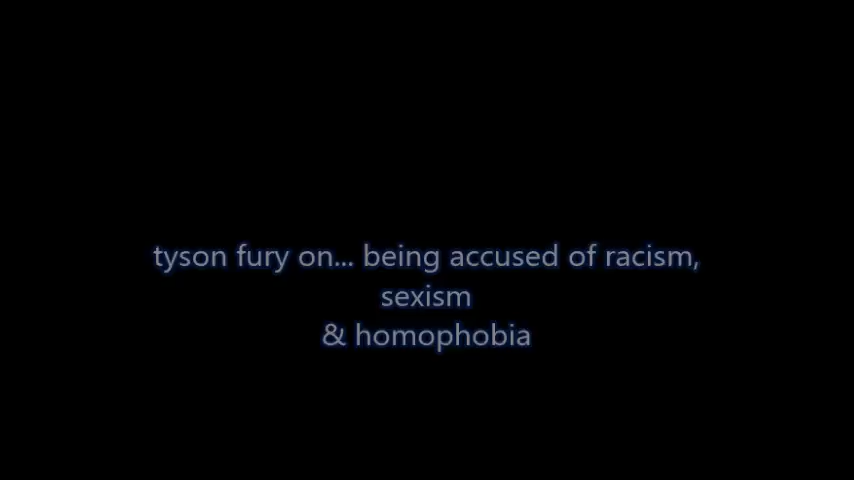 tyson fury on... being accused of racism,
sexism
& homophobia